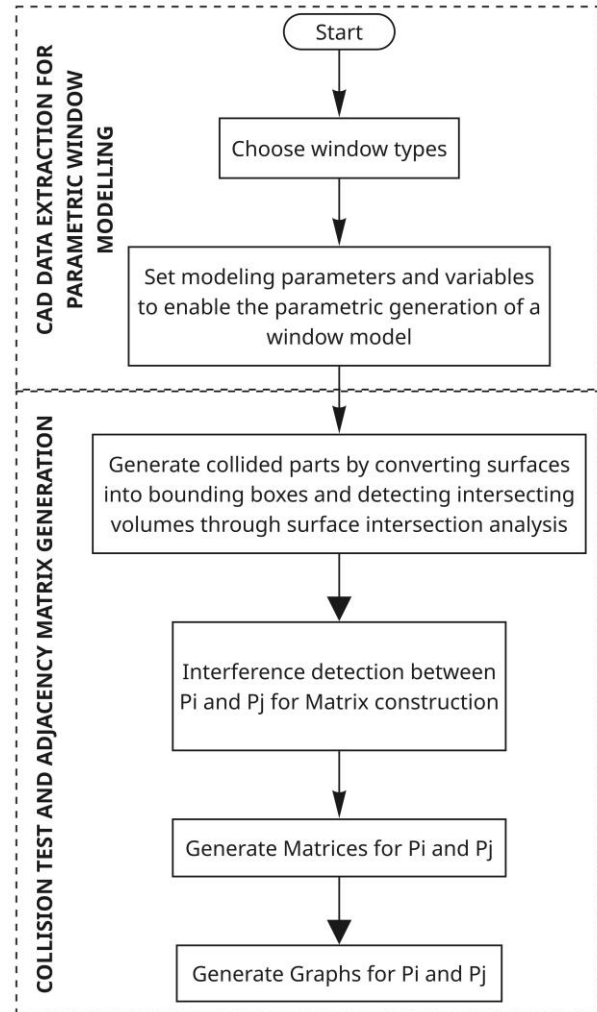 CAD DATA EXTRACTION FOR
PARAMETRIC WINDOW
MODELLING
Start
Choose window types
Set modeling parameters and variables
to enable the parametric generation of a
window model
COLLISION TEST AND ADJACENCY MATRIX GENERATION
Generate collided parts by converting surfaces
into bounding boxes and detecting intersecting
volumes through surface intersection analysis
Interference detection between
Pi and Pj for Matrix construction
Generate Matrices for Pi and Pj
Generate Graphs for Pi and Pj